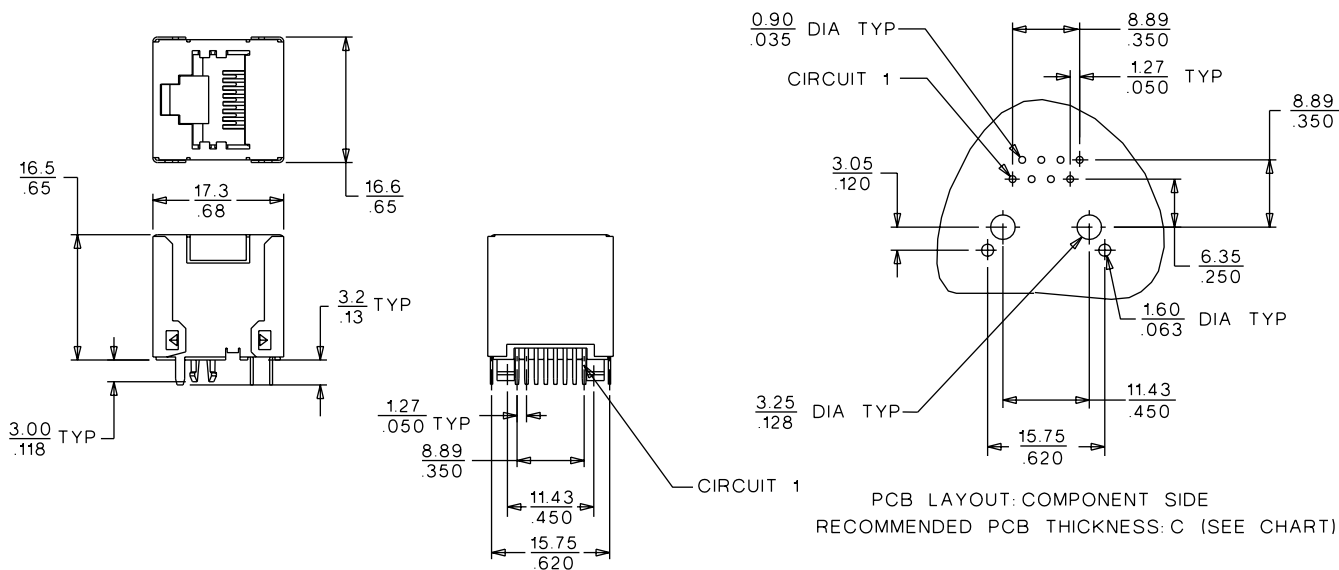 16.5
.65
17.3
.68
16.6
.65
3.2 TYP
.13
3.00 TYP
.118
1.27
.050 TYP
8.89
.350
11.43
.450
15.75
.620
CIRCUIT 1
0.90 DIA TYP
.035
CIRCUIT 1
8.89
.350
1.27 TYP
.050
8.89
.350
3.05
.120
6.35
.250
1.60 DIA TYP
.063
3.25 DIA TYP
.128
11.43
.450
15.75
.620
PCB LAYOUT: COMPONENT SIDE
RECOMMENDED PCB THICKNESS: C (SEE CHART)